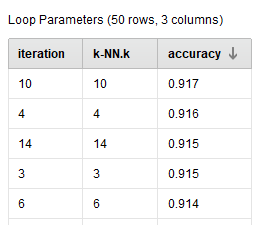 Loop Parameters (50 rows, 3 columns)
iteration k-NN.k accuracy
10 10 0.917
4 4 0.916
14 14 0.915
3 3 0.915
6 6 0.914